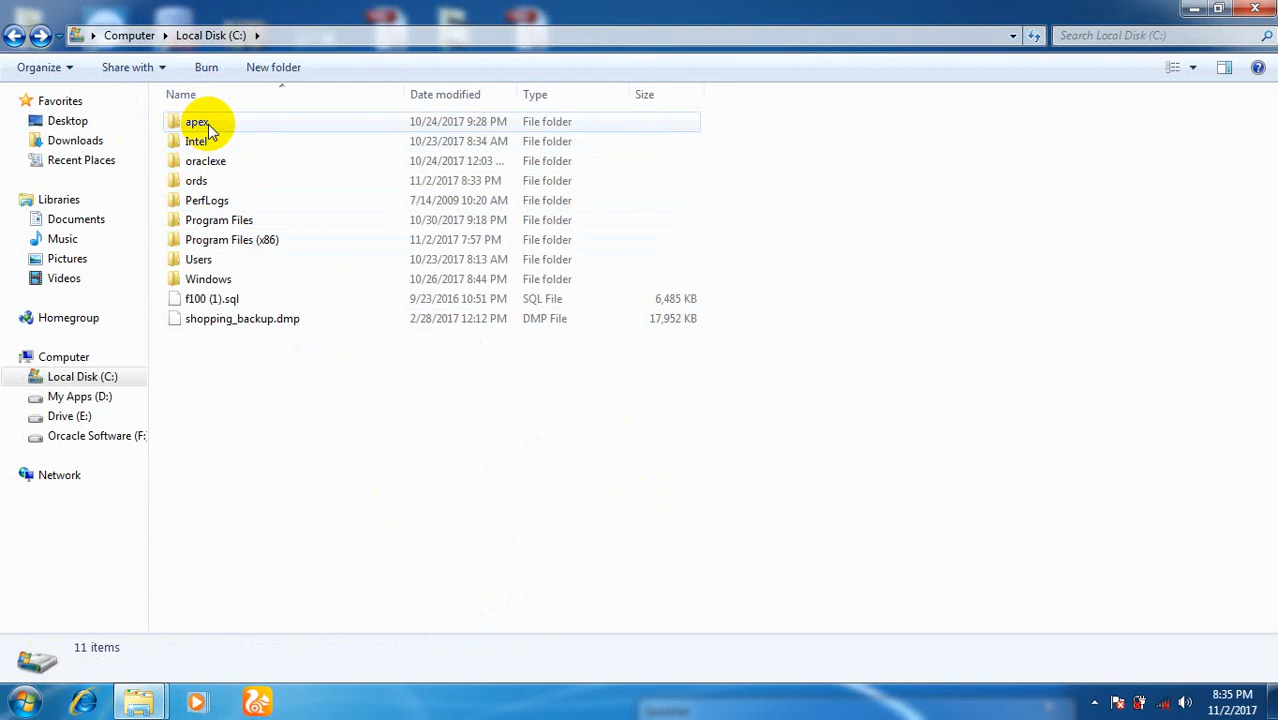 Computer Local Disk (C:) Search Local Disk (C:)
Organize Share with Burn New folder
Name Date modified Type Size
Favorites
Desktop
Downloads
Recent Places
Libraries
Documents
Music
Pictures
Videos
Homegroup
Computer
Local Disk (C:)
My Apps (D:)
Drive (E:)
Orcacle Software (F:
Network
apex 10/24/2017 9:28 PM File folder
Intel 10/23/2017 8:34 AM File folder
oraclexe 10/24/2017 12:03 ... File folder
ords 11/2/2017 8:33 PM File folder
PerfLogs 7/14/2009 10:20 AM File folder
Program Files 10/30/2017 9:18 PM File folder
Program Files (x86) 11/2/2017 7:57 PM File folder
Users 10/23/2017 8:13 AM File folder
Windows 10/26/2017 8:44 PM File folder
f100 (1).sql 9/23/2016 10:51 PM SQL File 6,485 KB
shopping_backup.dmp 2/28/2017 12:12 PM DMP File 17,952 KB
11 items
8:35 PM
11/2/2017